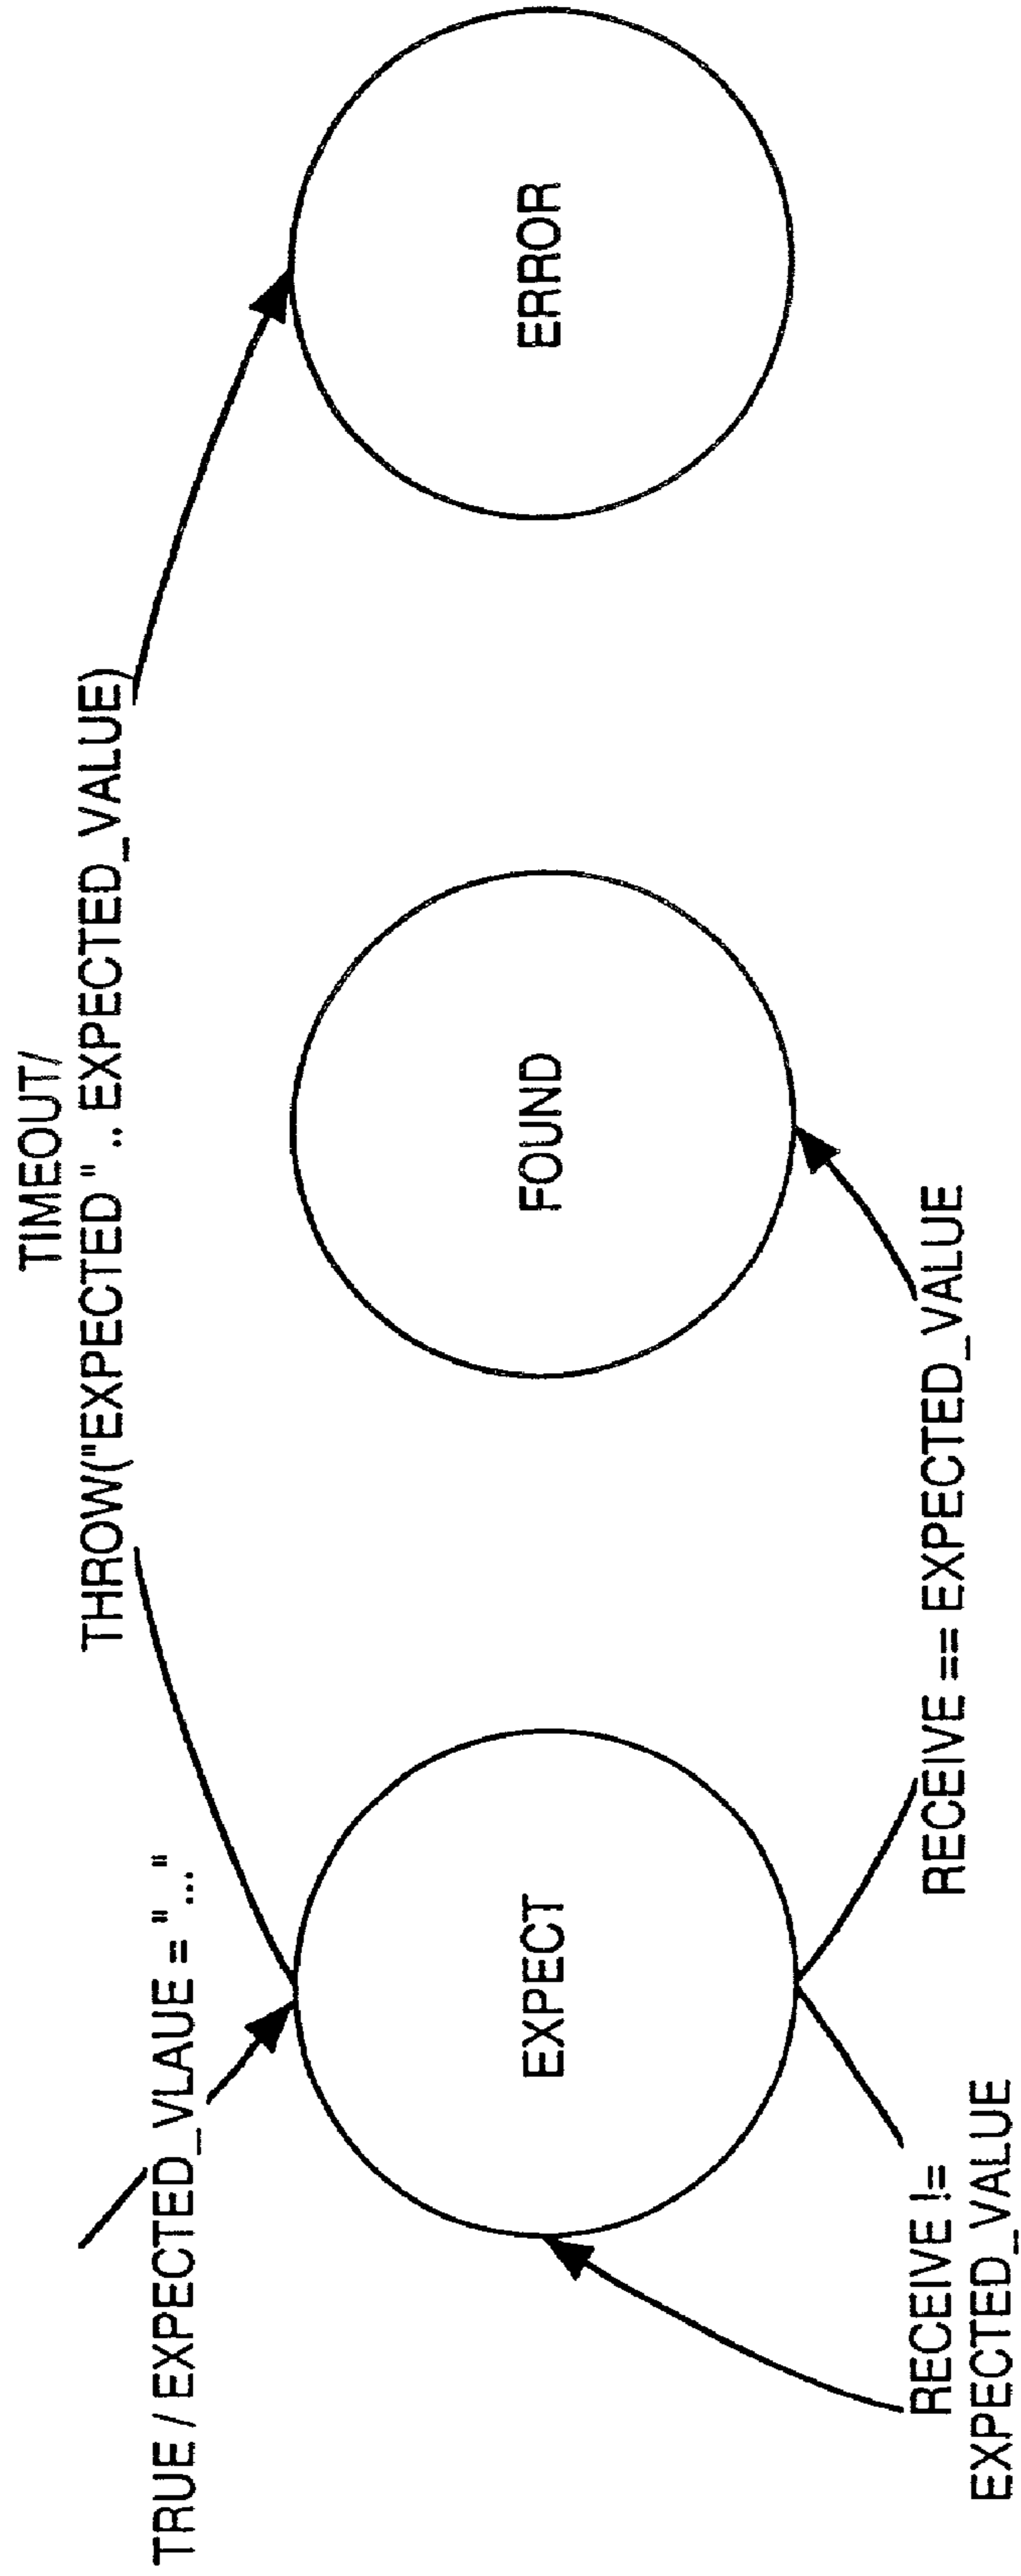 TIMEOUT/
THROW("EXPECTED " .. EXPECTED_VALUE)
TRUE / EXPECTED_VLAUE = "..."
EXPECT
FOUND
ERROR
RECEIVE !=
EXPECTED_VALUE
RECEIVE == EXPECTED_VALUE